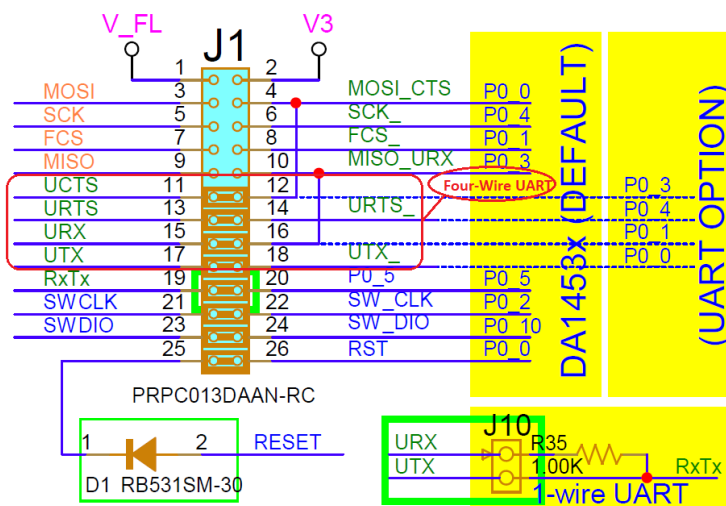 V_FL V3
J1
1 2
MOSI 3 4 MOSI_CTS P0_0
SCK 5 6 SCK_ P0_4
FCS 7 8 FCS_ P0_1
MISO 9 10 MISO_URX P0_3
UCTS 11 12 Four-Wire UART P0_3
URTS 13 14 URTS_ P0_4
URX 15 16 P0_1
UTX 17 18 UTX_ P0_0
RxTx 19 20 P0_5 P0_5
SWCLK 21 22 SW_CLK P0_2
SWDIO 23 24 SW_DIO P0_10
25 26 RST P0_0
DA1453x (DEFAULT)
(UART OPTION)
PRPC013DAAN-RC
1 2 RESET
D1 RB531SM-30
J10
URX R35
UTX 1.00K RxTx
1-wire UART